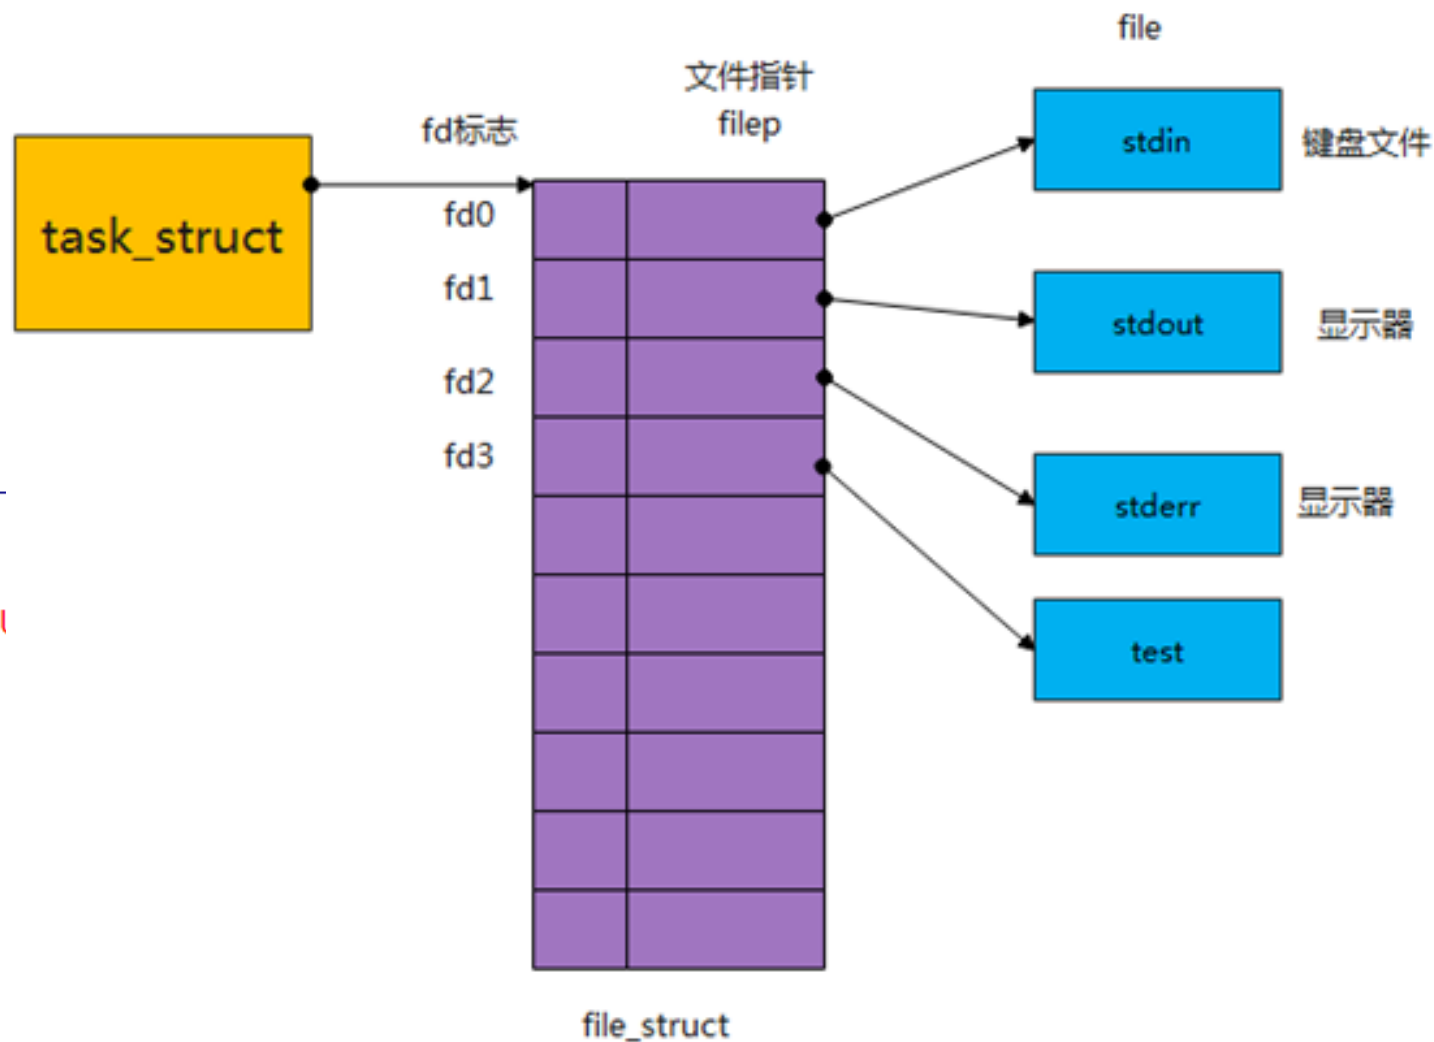 file
文件指针
filep
fd标志
task_struct
fd0
fd1
fd2
fd3
stdin
键盘文件
stdout
显示器
stderr
显示器
test
file_struct